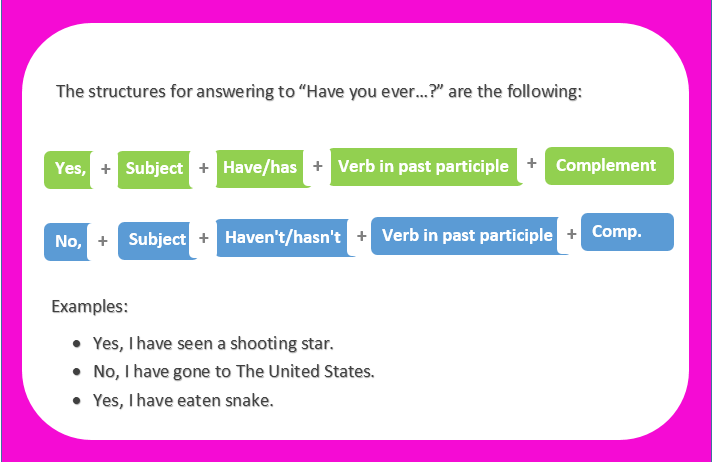 The structures for answering to “Have you ever…?” are the following:
Yes, + Subject + Have/has + Verb in past participle + Complement
No, + Subject + Haven't/hasn't + Verb in past participle + Comp.
Examples:
• Yes, I have seen a shooting star.
• No, I have gone to The United States.
• Yes, I have eaten snake.